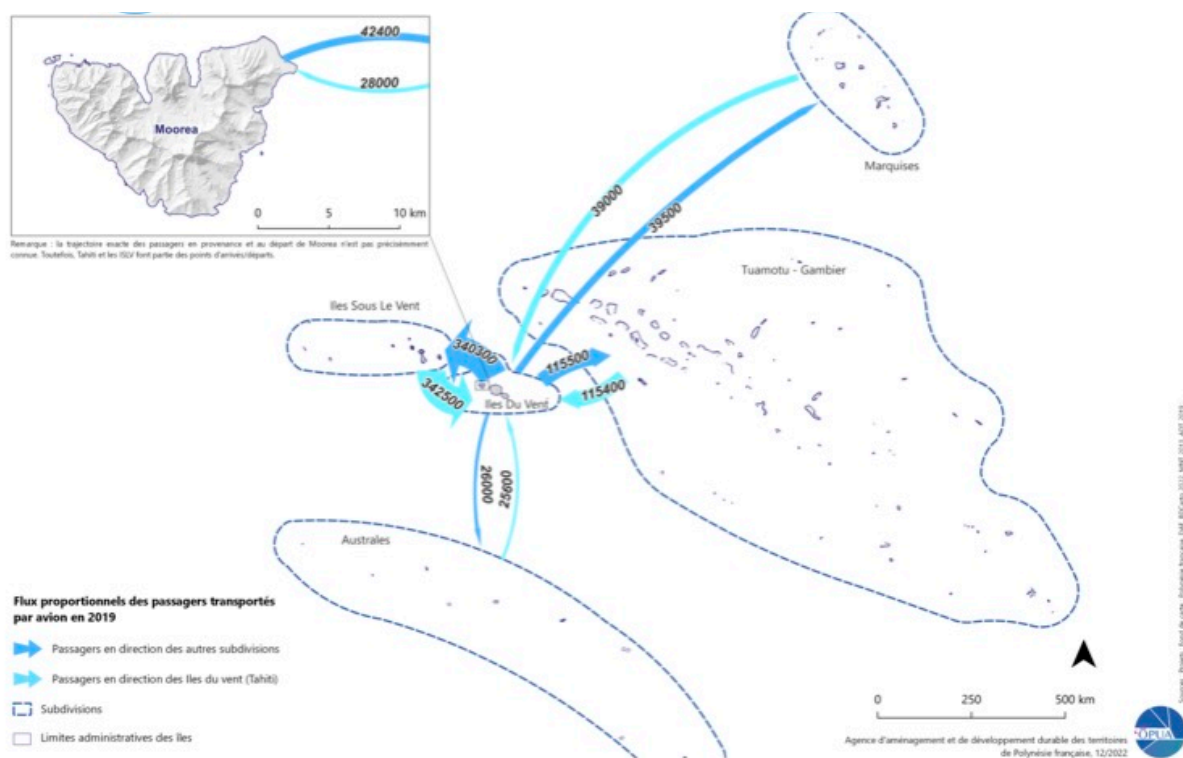 42400
28000
Moorea
0 5 10 km
Remarque : la trajectoire exacte des passagers en provenance et au départ de Moorea n'est pas précisément
connue. Toutefois, Tahiti et les ISLV font partie des points d'arrivés/départs.
Marquises
39000
39500
Tuamotu - Gambier
Iles Sous Le Vent
340300
115500
342500
115400
Iles Du Vent
26000
25600
Australes
Flux proportionnels des passagers transportés
par avion en 2019
Passagers en direction des autres subdivisions
Passagers en direction des Iles du vent (Tahiti)
Subdivisions
Limites administratives des îles
0 250 500 km
Agence d'aménagement et de développement durable des territoires
de Polynésie française, 12/2022
OPUA